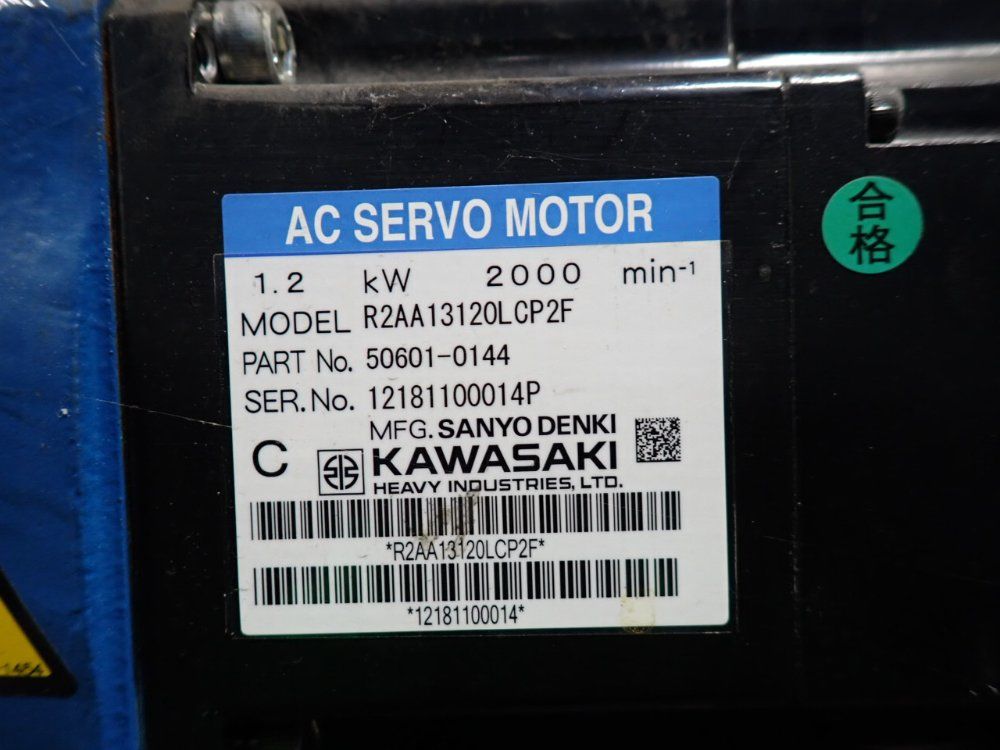 AC SERVO MOTOR
1.2 kW 2000 min⁻¹
MODEL R2AA13120LCP2F
PART No. 50601-0144
SER.No. 12181100014P
MFG. SANYO DENKI
C KAWASAKI
HEAVY INDUSTRIES, LTD.
*R2AA13120LCP2F*
*12181100014*
合格